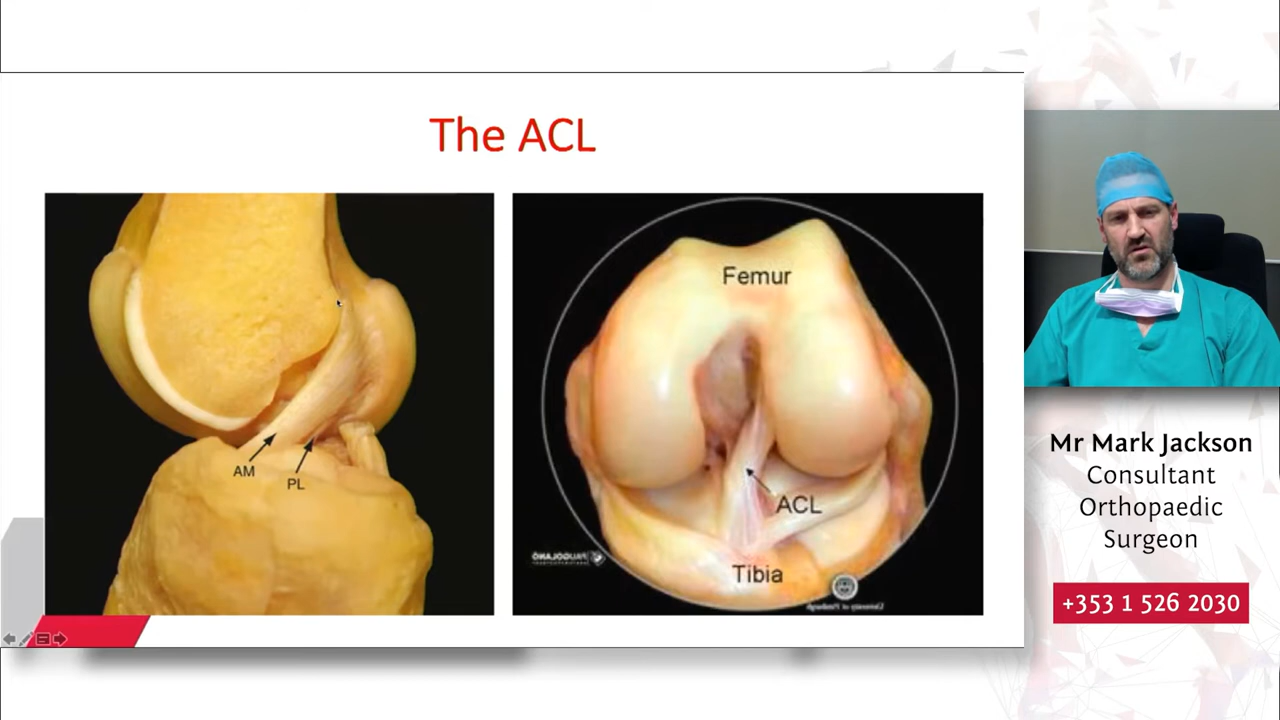 The ACL
AM
PL
Femur
ACL
Tibia
Mr Mark Jackson
Consultant
Orthopaedic
Surgeon
+353 1 526 2030